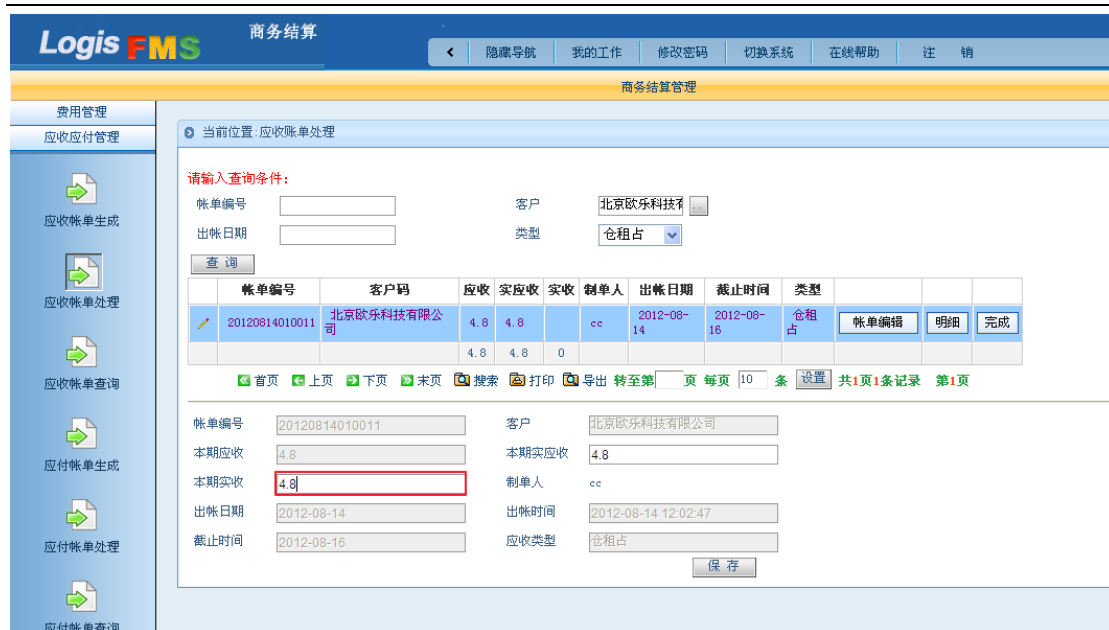 Logis FMS
商务结算
隐藏导航 我的工作 修改密码 切换系统 在线帮助 注 销
商务结算管理
费用管理
应收应付管理
应收帐单生成
应收帐单处理
应收帐单查询
应付帐单生成
应付帐单处理
应付帐单查询
当前位置:应收账单处理
请输入查询条件:
帐单编号 客户 北京欧乐科技有 ..
出帐日期 类型 仓租占
查 询
帐单编号 客户码 应收 实应收 实收 制单人 出帐日期 截止时间 类型
20120814010011 北京欧乐科技有限公司 4.8 4.8 cc 2012-08-14 2012-08-16 仓租占 帐单编辑 明细 完成
4.8 4.8 0
首页 上页 下页 末页 搜索 打印 导出 转至第 页 每页 10 条 设置 共1页1条记录 第1页
帐单编号 20120814010011 客户 北京欧乐科技有限公司
本期应收 4.8 本期实应收 4.8
本期实收 4.8 制单人 cc
出帐日期 2012-08-14 出帐时间 2012-08-14 12:02:47
截止时间 2012-08-16 应收类型 仓租占
保 存